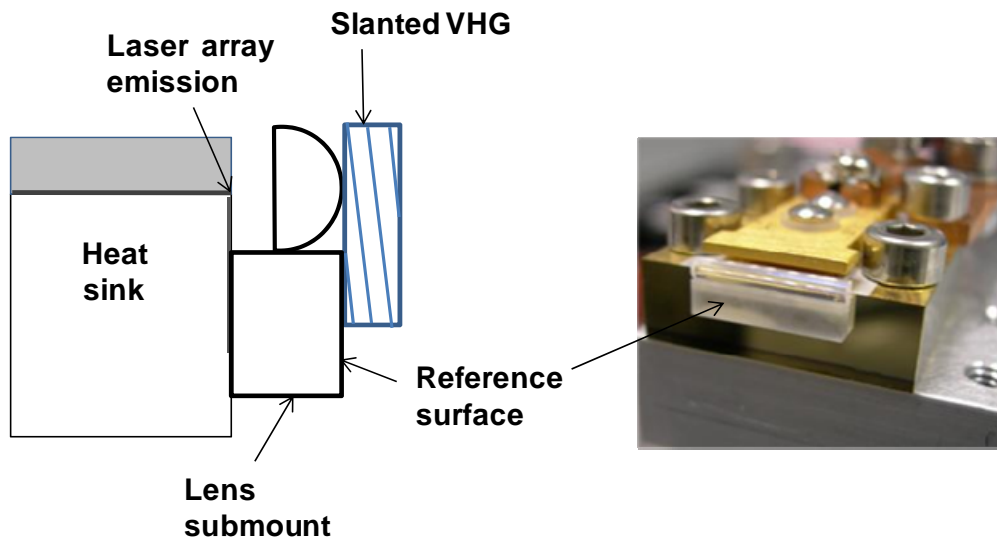 Slanted VHG
Laser array
emission
Heat
sink
Reference
surface
Lens
submount